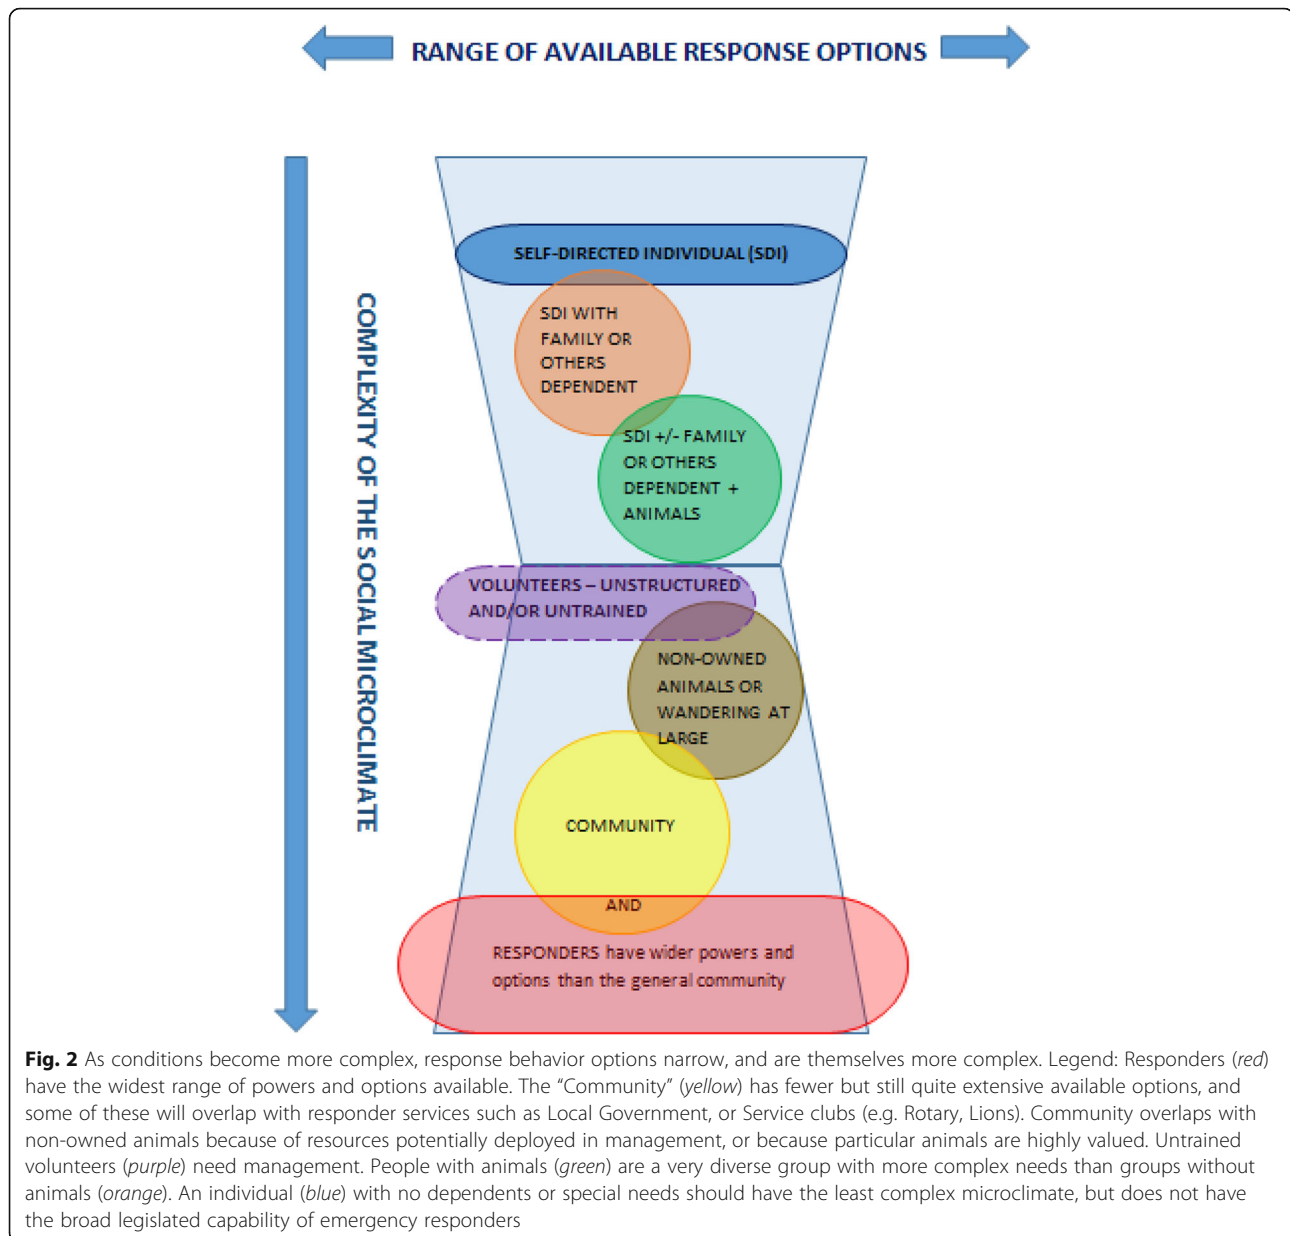 RANGE OF AVAILABLE RESPONSE OPTIONS
COMPLEXITY OF THE SOCIAL MICROCLIMATE
SELF-DIRECTED INDIVIDUAL (SDI)
SDI WITH
FAMILY OR
OTHERS
DEPENDENT
SDI +/- FAMILY
OR OTHERS
DEPENDENT +
ANIMALS
VOLUNTEERS – UNSTRUCTURED
AND/OR UNTRAINED
NON-OWNED
ANIMALS OR
WANDERING AT
LARGE
COMMUNITY
AND
RESPONDERS have wider powers and
options than the general community
Fig. 2 As conditions become more complex, response behavior options narrow, and are themselves more complex. Legend: Responders (red)
have the widest range of powers and options available. The “Community” (yellow) has fewer but still quite extensive available options, and
some of these will overlap with responder services such as Local Government, or Service clubs (e.g. Rotary, Lions). Community overlaps with
non-owned animals because of resources potentially deployed in management, or because particular animals are highly valued. Untrained
volunteers (purple) need management. People with animals (green) are a very diverse group with more complex needs than groups without
animals (orange). An individual (blue) with no dependents or special needs should have the least complex microclimate, but does not have
the broad legislated capability of emergency responders